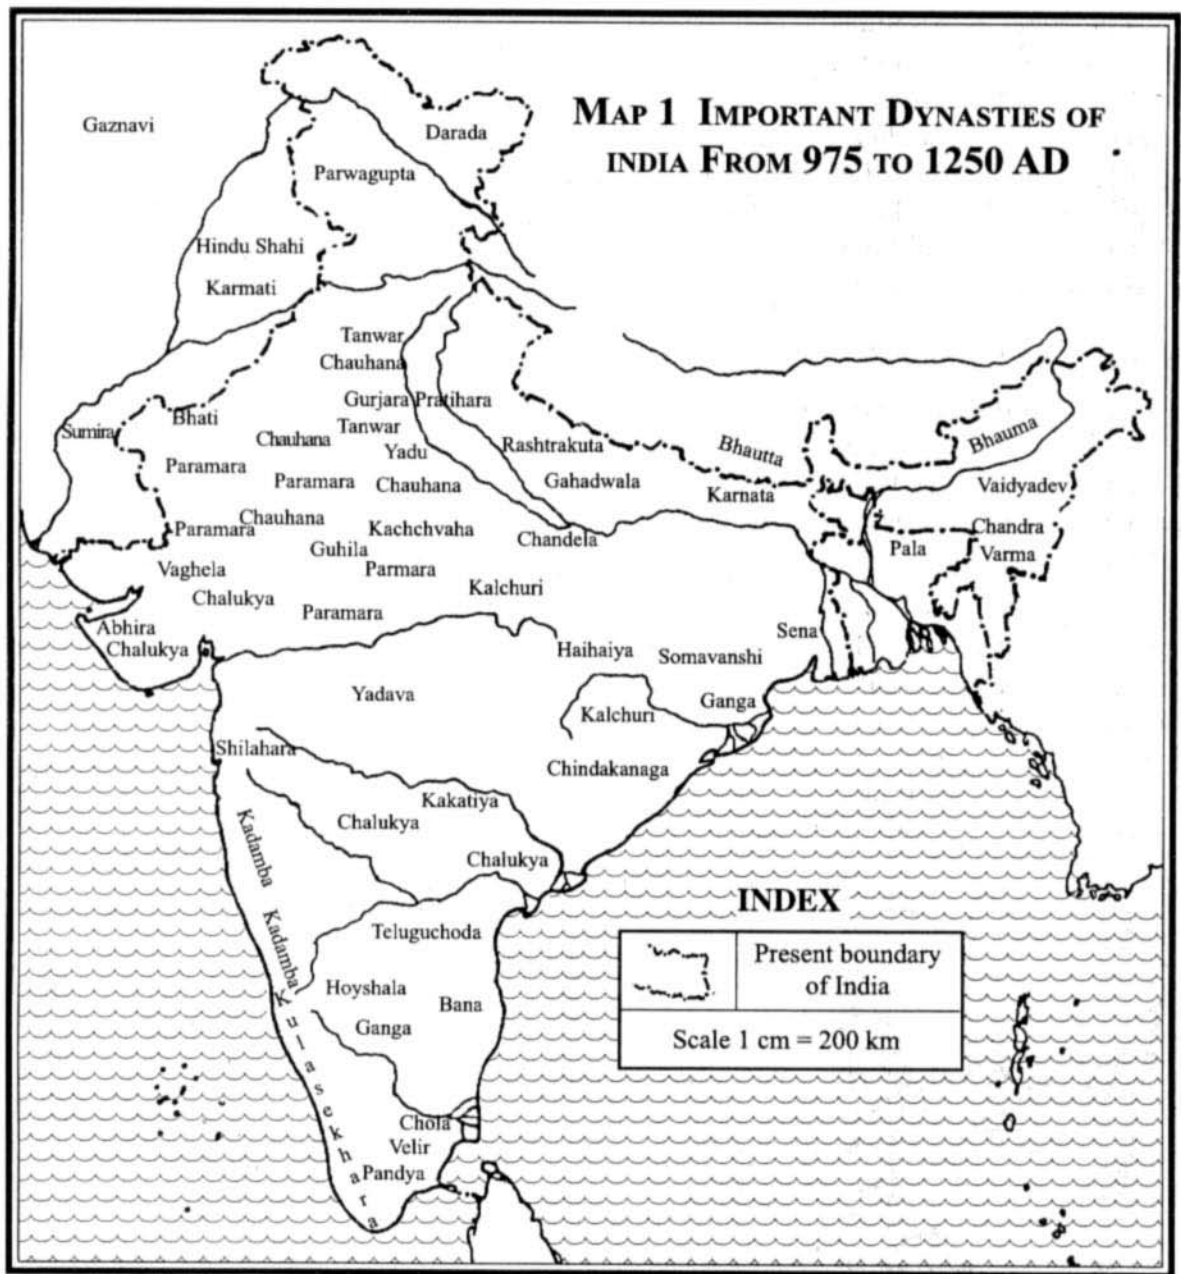 MAP 1 IMPORTANT DYNASTIES OF
INDIA FROM 975 TO 1250 AD
Gaznavi
Darada
Parwagupta
Hindu Shahi
Karmati
Tanwar
Chauhana
Gurjara Pratihara
Bhati
Sumira
Chauhana
Tanwar
Yadu
Rashtrakuta
Bhautta
Bhauma
Paramara
Paramara
Chauhana
Gahadwala
Karnata
Vaidyadev
Paramara
Chauhana
Kachchvaha
Chandela
Chandra
Guhila
Pala
Varma
Vaghela
Parmara
Chalukya
Kalchuri
Paramara
Abhira
Chalukya
Sena
Haihaiya
Somavanshi
Yadava
Kalchuri
Ganga
Shilahara
Chindakanaga
Kakatiya
Chalukya
Kadamba
Chalukya
Kadamba
Teluguchoda
Hoyshala
Bana
Ganga
Kulasekhara
Chola
Velir
Pandya
INDEX
Present boundary
of India
Scale 1 cm = 200 km